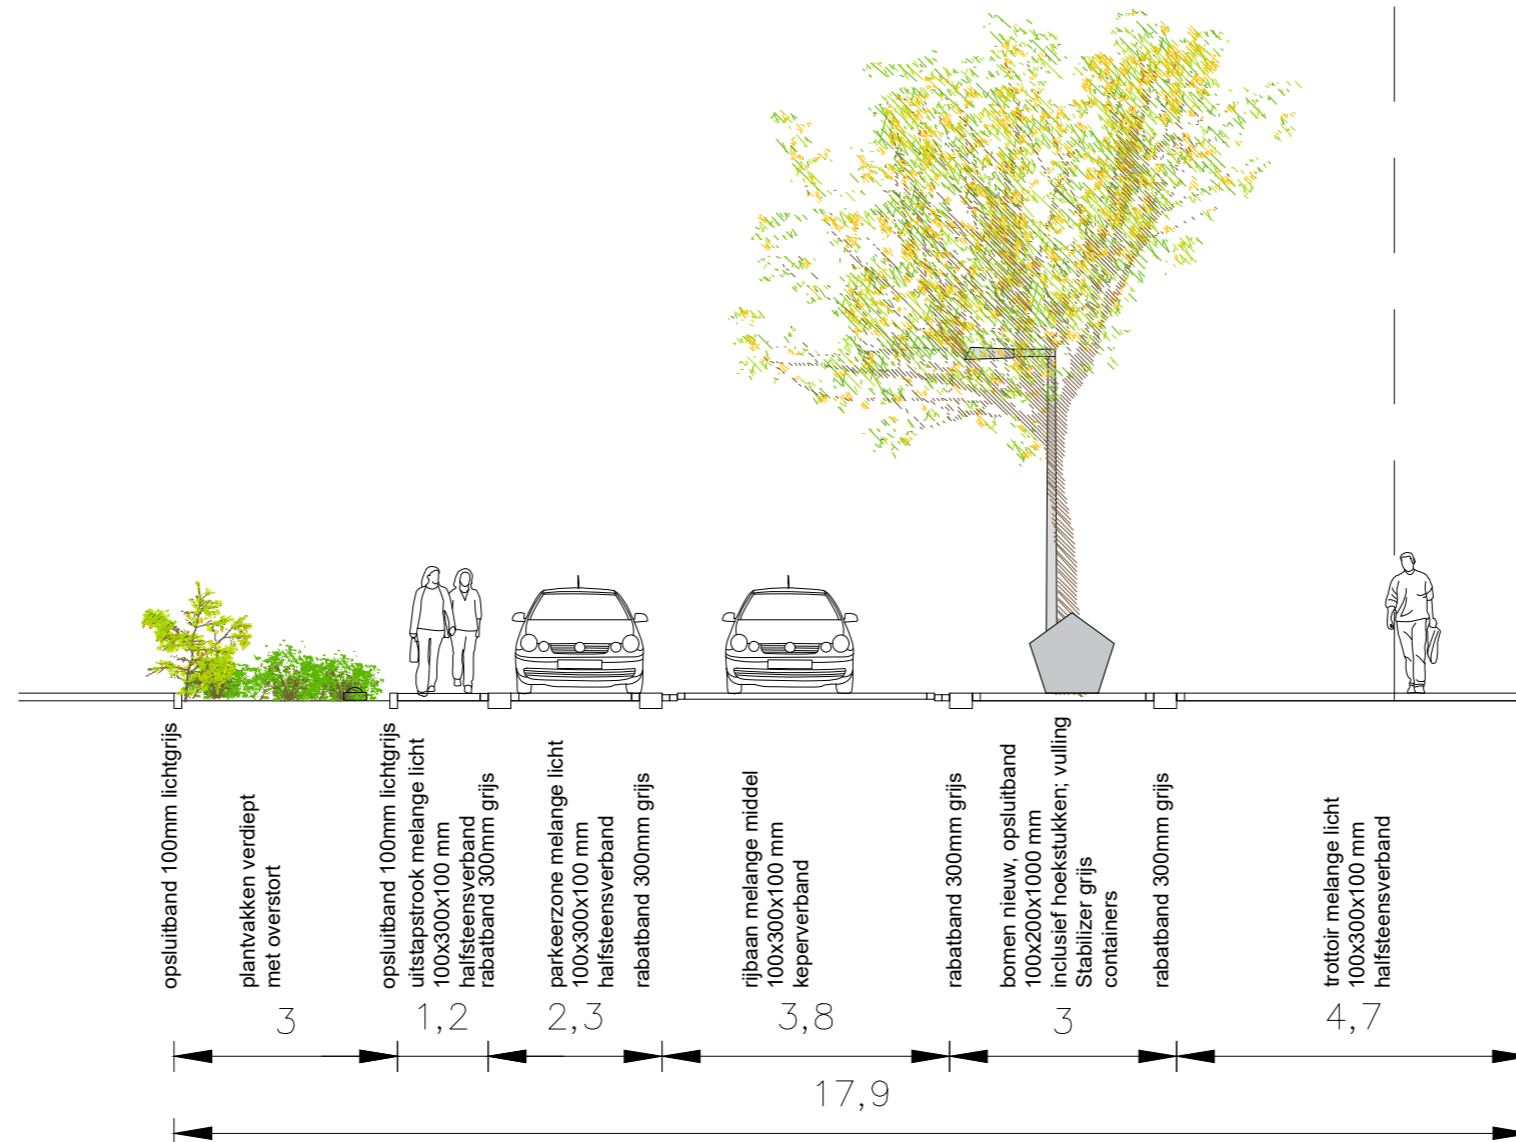 opsluitband 100mm lichtgrijs
plantvakken verdiept
met overstort
opsluitband 100mm lichtgrijs
uitstapstrook melange licht
100x300x100 mm
halfsteensverband
rabatband 300mm grijs
parkeerzone melange licht
100x300x100 mm
halfsteensverband
rabatband 300mm grijs
rijbaan melange middel
100x300x100 mm
keperverband
rabatband 300mm grijs
bomen nieuw, opsluitband
100x200x1000 mm
inclusief hoekstukken; vulling
Stabilizer grijs
containers
rabatband 300mm grijs
trottoir melange licht
100x300x100 mm
halfsteensverband
3
1,2
2,3
3,8
3
4,7
17,9